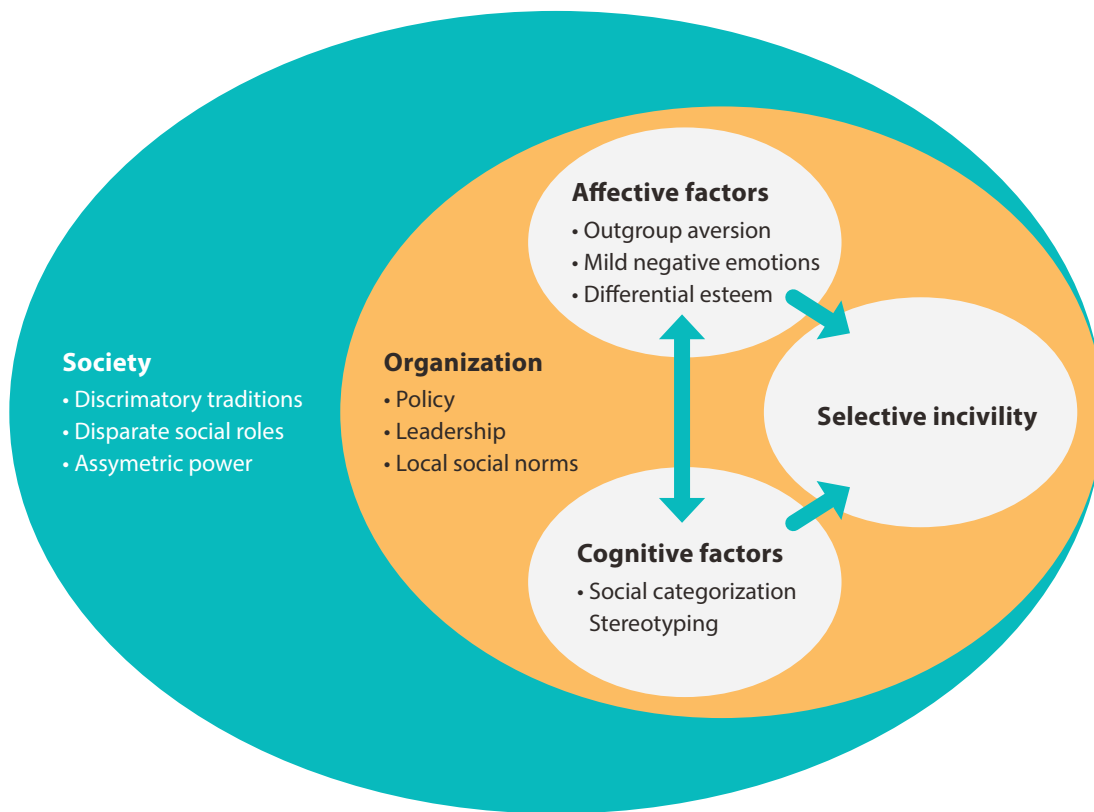 Society
• Discrimatory traditions
• Disparate social roles
• Assymetric power
Organization
• Policy
• Leadership
• Local social norms
Affective factors
• Outgroup aversion
• Mild negative emotions
• Differential esteem
Cognitive factors
• Social categorization
Stereotyping
Selective incivility